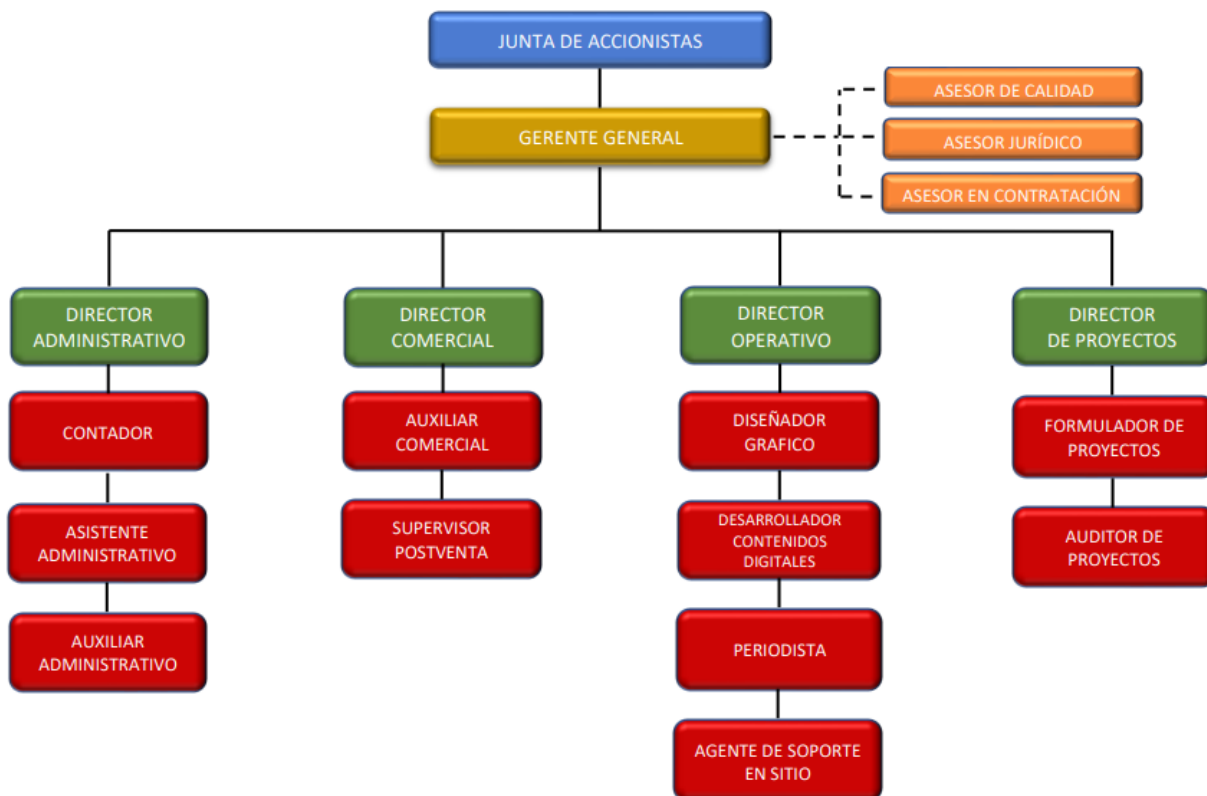 JUNTA DE ACCIONISTAS
GERENTE GENERAL
ASESOR DE CALIDAD
ASESOR JURÍDICO
ASESOR EN CONTRATACIÓN
DIRECTOR
ADMINISTRATIVO
CONTADOR
ASISTENTE
ADMINISTRATIVO
AUXILIAR
ADMINISTRATIVO
DIRECTOR
COMERCIAL
AUXILIAR
COMERCIAL
SUPERVISOR
POSTVENTA
DIRECTOR
OPERATIVO
DISEÑADOR
GRAFICO
DESARROLLADOR
CONTENIDOS
DIGITALES
PERIODISTA
AGENTE DE SOPORTE
EN SITIO
DIRECTOR
DE PROYECTOS
FORMULADOR DE
PROYECTOS
AUDITOR DE
PROYECTOS